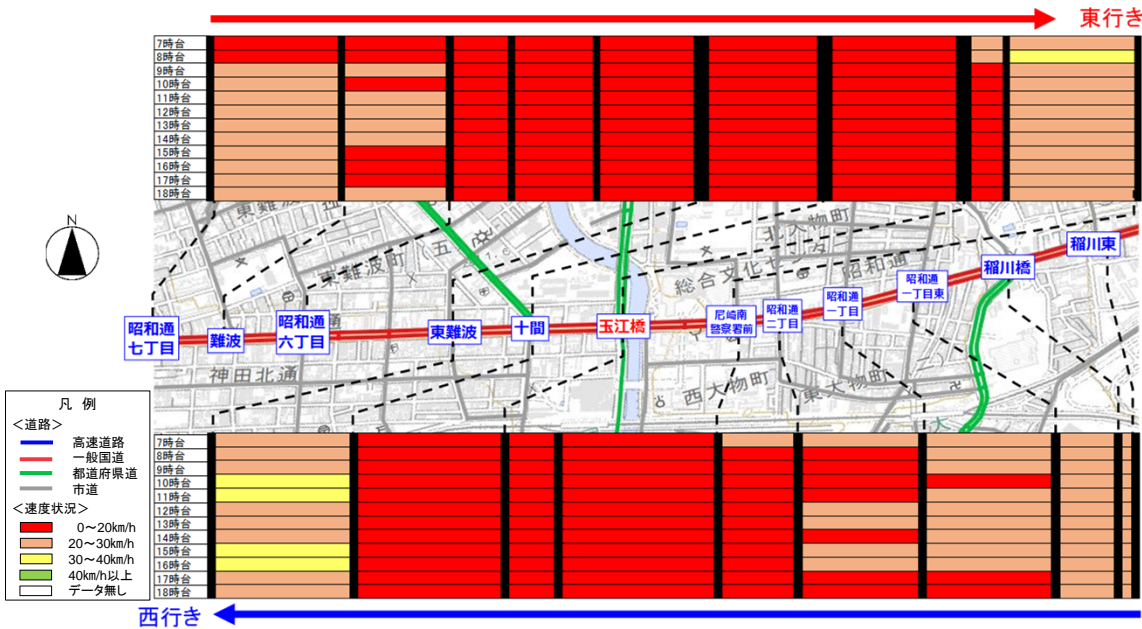 東行き
7時台
8時台
9時台
10時台
11時台
12時台
13時台
14時台
15時台
16時台
17時台
18時台
N
東難波町(五)
北大物町
総合文化センター
昭和通
神田北通
西大物町
東大物町
昭和通
七丁目
難波
昭和通
六丁目
東難波
十間
玉江橋
尼崎南
警察署前
昭和通
二丁目
昭和通
一丁目
昭和通
一丁目東
稲川橋
稲川東
凡 例
<道路>
高速道路
一般国道
都道府県道
市道
<速度状況>
0～20km/h
20～30km/h
30～40km/h
40km/h以上
データ無し
7時台
8時台
9時台
10時台
11時台
12時台
13時台
14時台
15時台
16時台
17時台
18時台
西行き